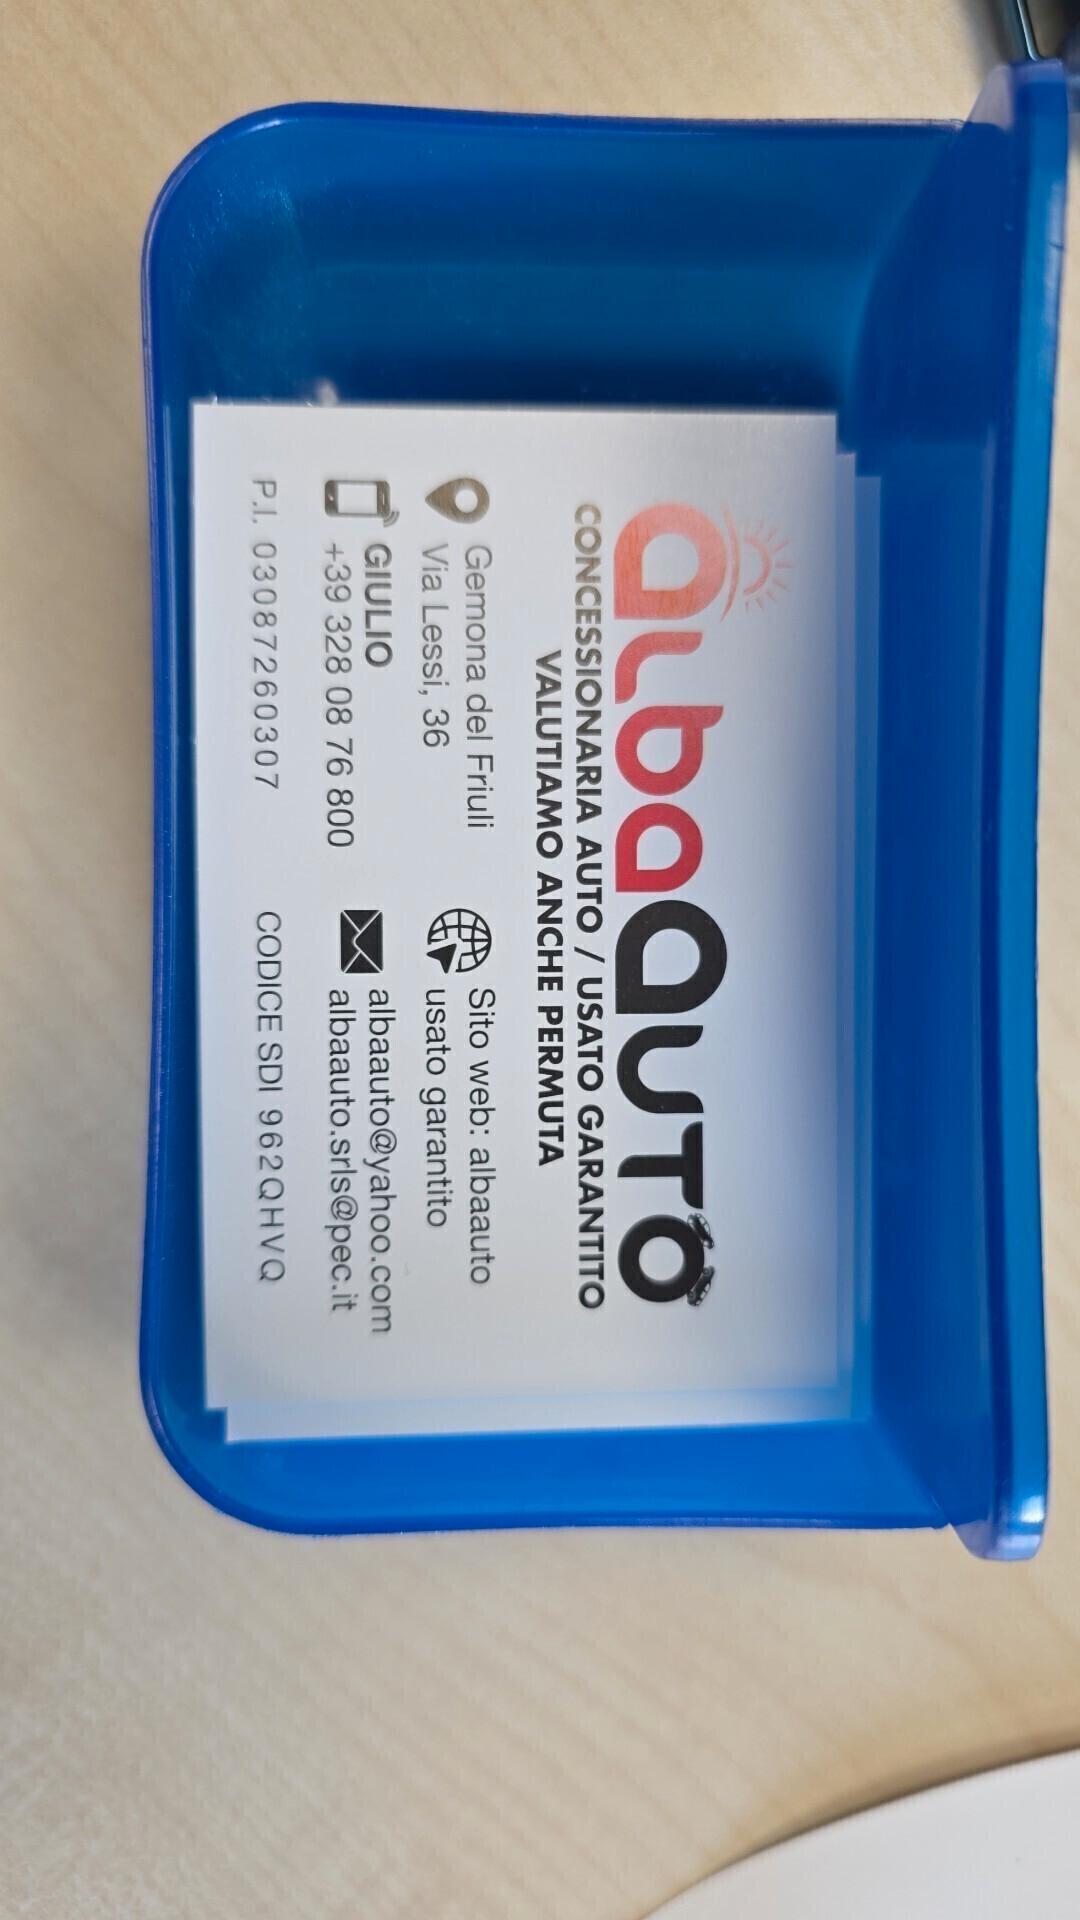 albaauto
CONCESSIONARIA AUTO / USATO GARANTITO
VALUTIAMO ANCHE PERMUTA
Gemona del Friuli
Via Lessi, 36
Sito web: albaauto
usato garantito
GIULIO
+39 328 08 76 800
albaauto@yahoo.com
albaauto.srls@pec.it
P.I. 03087260307
CODICE SDI 962QHVQ